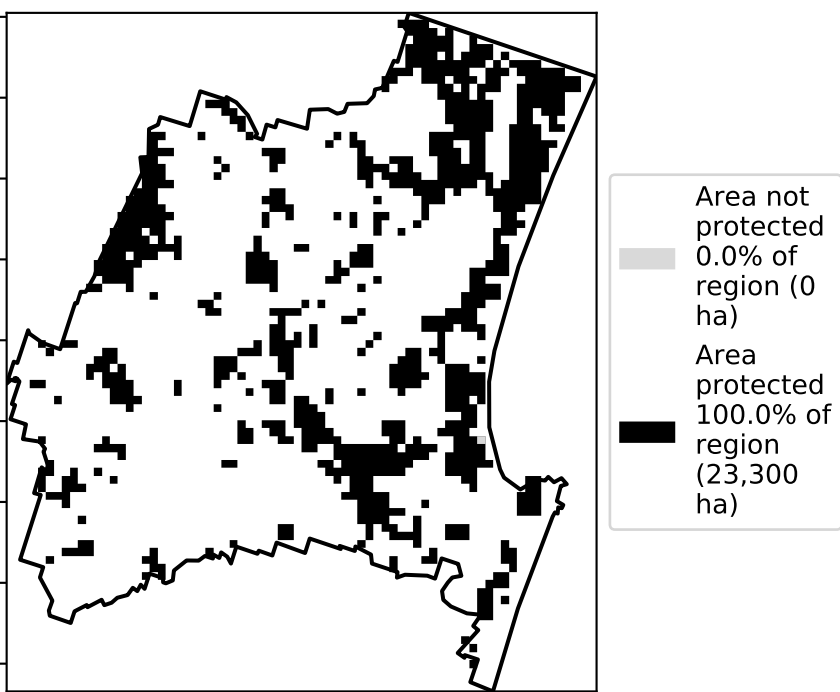 Area not
protected
0.0% of
region (0
ha)
Area
protected
100.0% of
region
(23,300
ha)